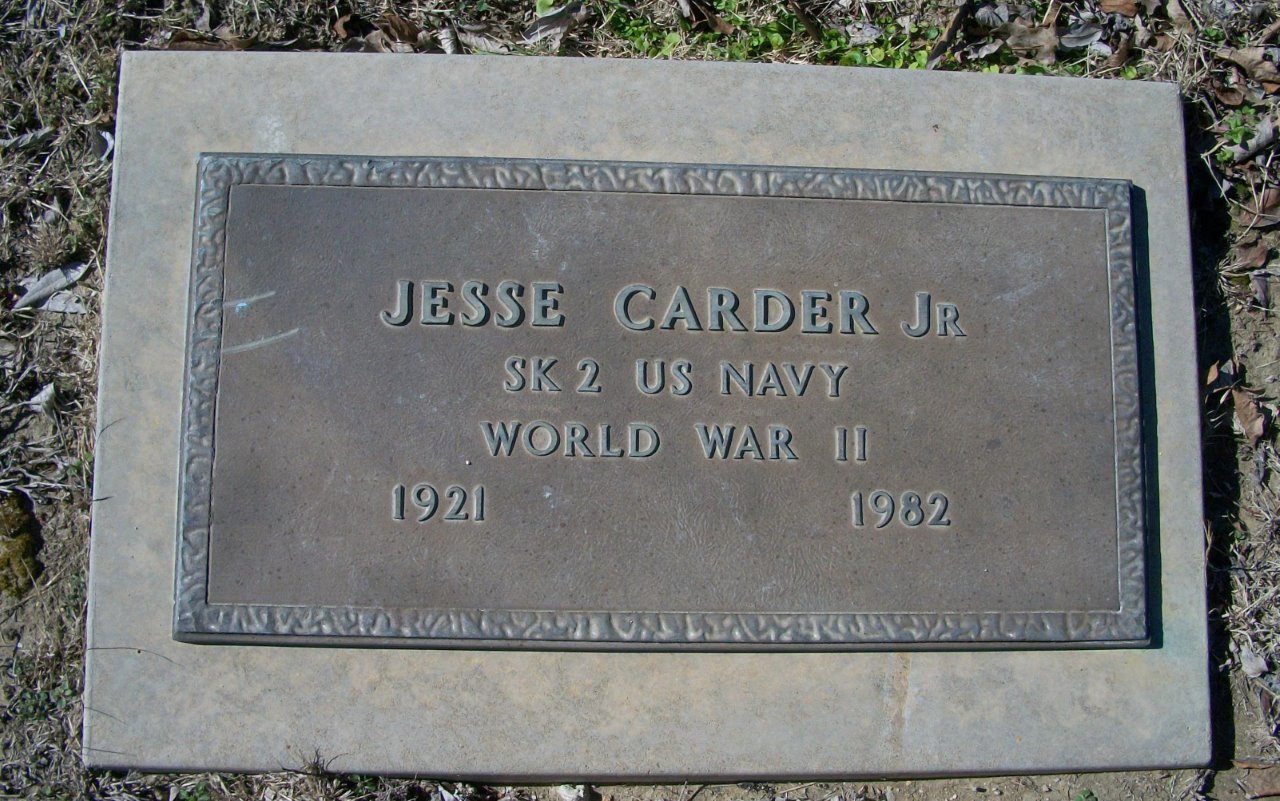 JESSE CARDER JR
SK 2 US NAVY
WORLD WAR II
1921 1982